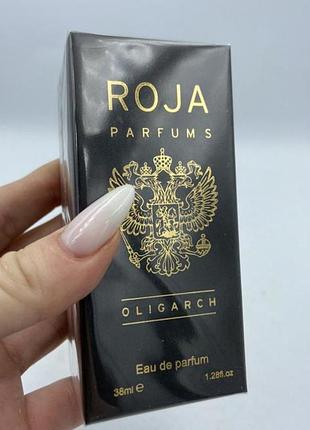 ROJA
PARFUMS
OLIGARCH
Eau de parfum
38ml e
1.28fl.oz